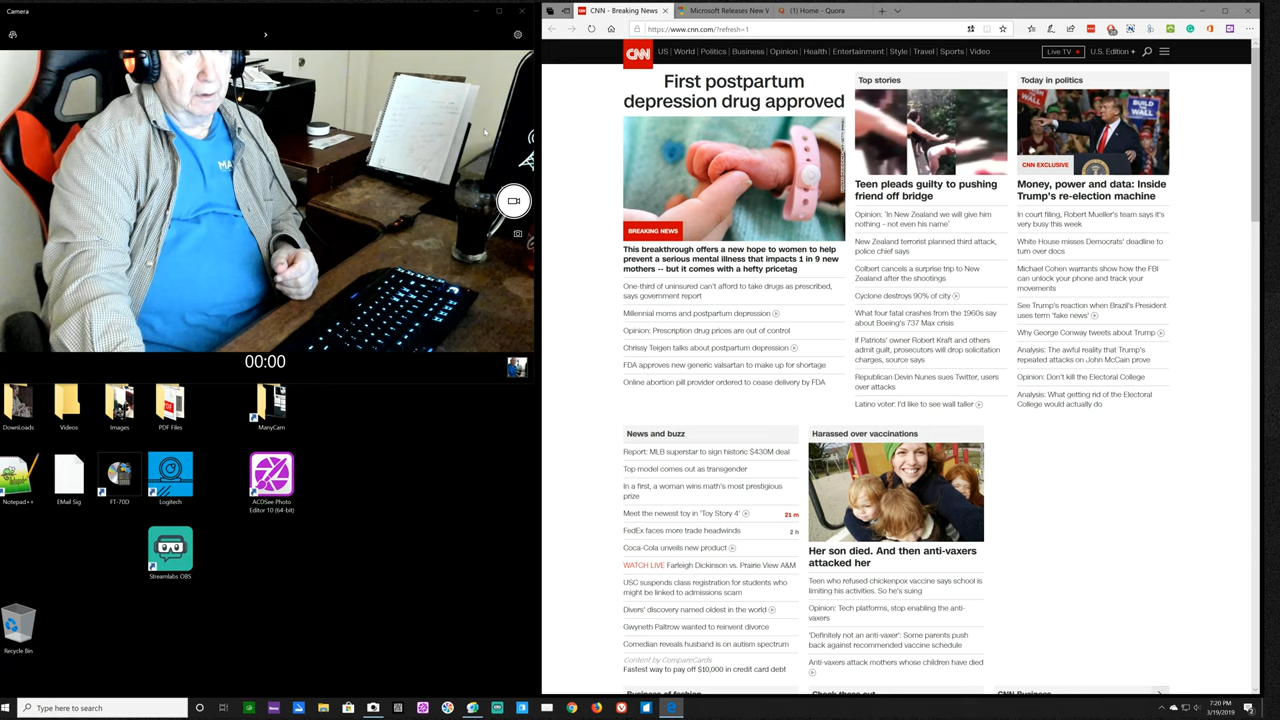 Camera
00:00
MA
Downloads
Videos
Images
PDF Files
ManyCam
Notepad++
EMail Sig
FT-70D
Logitech
ACDSee Photo
Editor 10 (64-bit)
Streamlabs OBS
Recycle Bin
CNN - Breaking News
Microsoft Releases New V
(1) Home - Quora
https://www.cnn.com/?refresh=1
CNN
US World Politics Business Opinion Health Entertainment Style Travel Sports Video
Live TV
U.S. Edition +
First postpartum
depression drug approved
BREAKING NEWS
This breakthrough offers a new hope to women to help
prevent a serious mental illness that impacts 1 in 9 new
mothers -- but it comes with a hefty pricetag
One-third of uninsured can't afford to take drugs as prescribed,
says government report
Millennial moms and postpartum depression
Opinion: Prescription drug prices are out of control
Chrissy Teigen talks about postpartum depression
FDA approves new generic valsartan to make up for shortage
Online abortion pill provider ordered to cease delivery by FDA
Top stories
Teen pleads guilty to pushing
friend off bridge
Opinion: 'In New Zealand we will give him
nothing - not even his name'
New Zealand terrorist planned third attack,
police chief says
Colbert cancels a surprise trip to New
Zealand after the shootings
Cyclone destroys 90% of city
What four fatal crashes from the 1960s say
about Boeing's 737 Max crisis
If Patriots' owner Robert Kraft and others
admit guilt, prosecutors will drop solicitation
charges, source says
Republican Devin Nunes sues Twitter, users
over attacks
Latino voter: I'd like to see wall taller
Today in politics
BUILD
THE
WALL
CNN EXCLUSIVE
Money, power and data: Inside
Trump's re-election machine
In court filing, Robert Mueller's team says it's
very busy this week
White House misses Democrats' deadline to
turn over docs
Michael Cohen warrants show how the FBI
can unlock your phone and track your
movements
See Trump's reaction when Brazil's President
uses term 'fake news'
Why George Conway tweets about Trump
Analysis: The awful reality that Trump's
repeated attacks on John McCain prove
Opinion: Don't kill the Electoral College
Analysis: What getting rid of the Electoral
College would actually do
News and buzz
Report: MLB superstar to sign historic $430M deal
Top model comes out as transgender
In a first, a woman wins math's most prestigious
prize
Meet the newest toy in 'Toy Story 4'
21 m
FedEx faces more trade headwinds
2 h
Coca-Cola unveils new product
WATCH LIVE Farleigh Dickinson vs. Prairie View A&M
USC suspends class registration for students who
might be linked to admissions scam
Divers' discovery named oldest in the world
Gwyneth Paltrow wanted to reinvent divorce
Comedian reveals husband is on autism spectrum
Content by CompareCards
Fastest way to pay off $10,000 in credit card debt
Harassed over vaccinations
Her son died. And then anti-vaxers
attacked her
Teen who refused chickenpox vaccine says school is
limiting his activities. So he's suing
Opinion: Tech platforms, stop enabling the anti-
vaxers
'Definitely not an anti-vaxer': Some parents push
back against recommended vaccine schedule
Anti-vaxers attack mothers whose children have died
Business of fashion
Check these out
CNN Business
Type here to search
7:20 PM
3/19/2019